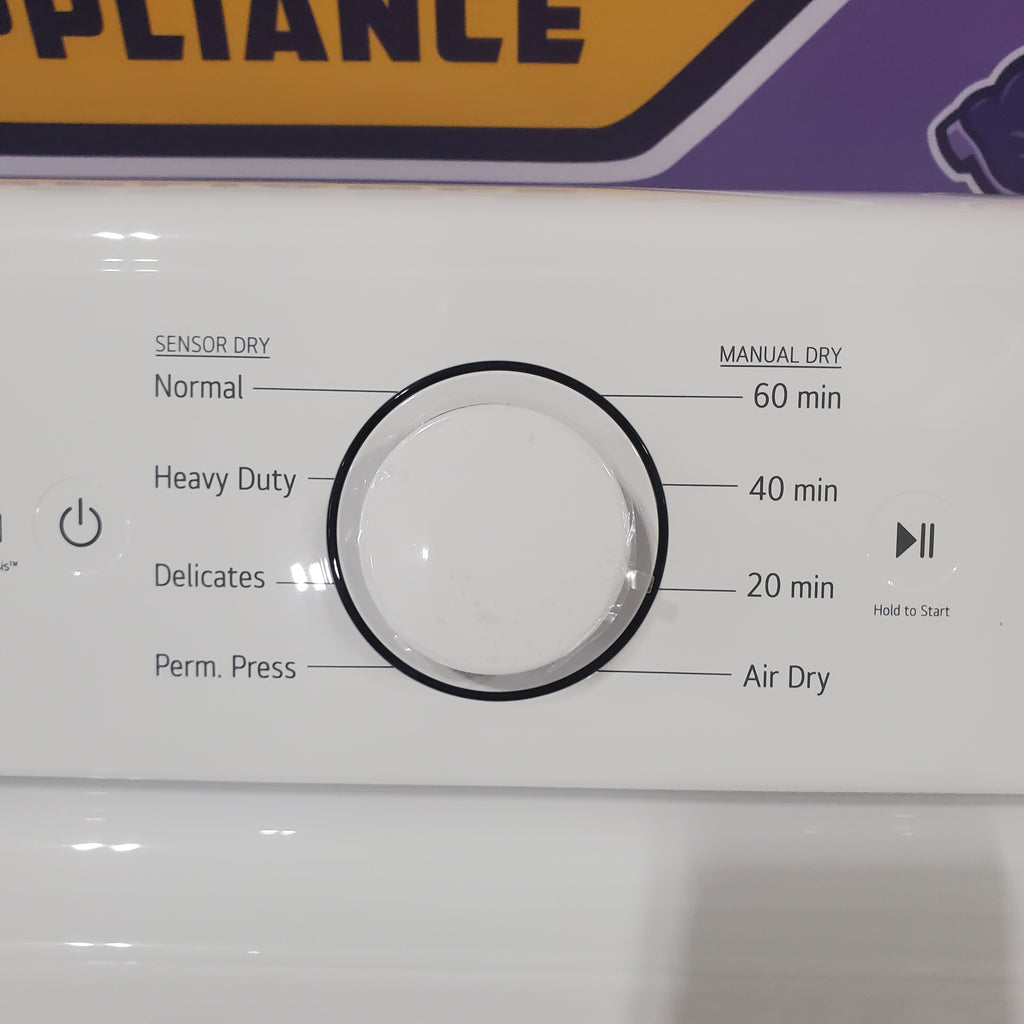 PPLIANCE
SENSOR DRY
Normal
Heavy Duty
Delicates
Perm. Press
MANUAL DRY
60 min
40 min
20 min
Air Dry
Hold to Start
is™